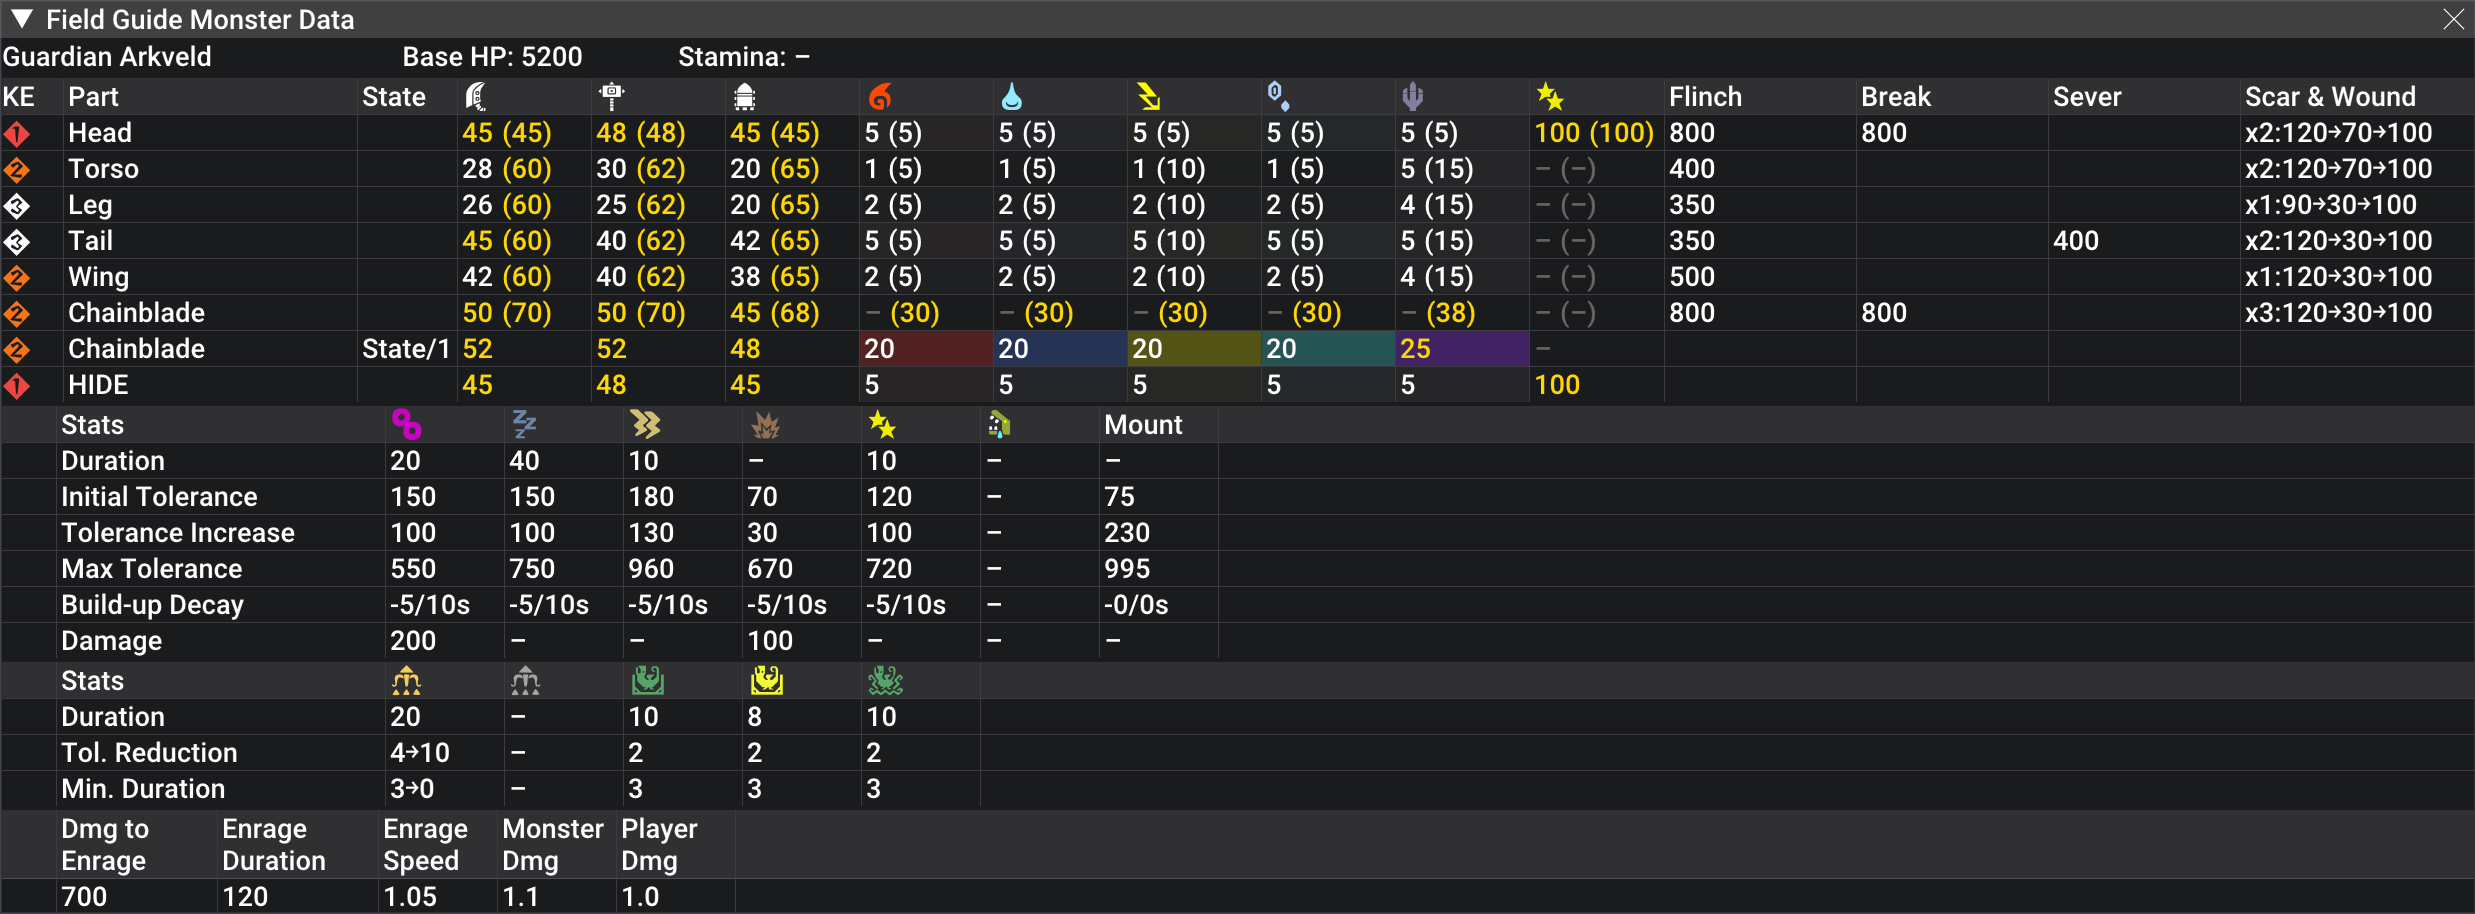 Field Guide Monster Data
Guardian Arkveld Base HP: 5200 Stamina: –
KE Part State Flinch Break Sever Scar & Wound
1 Head 45 (45) 48 (48) 45 (45) 5 (5) 5 (5) 5 (5) 5 (5) 5 (5) 100 (100) 800 800 x2:120→70→100
2 Torso 28 (60) 30 (62) 20 (65) 1 (5) 1 (5) 1 (10) 1 (5) 5 (15) – (–) 400 x2:120→70→100
3 Leg 26 (60) 25 (62) 20 (65) 2 (5) 2 (5) 2 (10) 2 (5) 4 (15) – (–) 350 x1:90→30→100
3 Tail 45 (60) 40 (62) 42 (65) 5 (5) 5 (5) 5 (10) 5 (5) 5 (15) – (–) 350 400 x2:120→30→100
2 Wing 42 (60) 40 (62) 38 (65) 2 (5) 2 (5) 2 (10) 2 (5) 4 (15) – (–) 500 x1:120→30→100
2 Chainblade 50 (70) 50 (70) 45 (68) – (30) – (30) – (30) – (30) – (38) – (–) 800 800 x3:120→30→100
2 Chainblade State/1 52 52 48 20 20 20 20 25 –
1 HIDE 45 48 45 5 5 5 5 5 100
Stats Mount
Duration 20 40 10 – 10 – –
Initial Tolerance 150 150 180 70 120 – 75
Tolerance Increase 100 100 130 30 100 – 230
Max Tolerance 550 750 960 670 720 – 995
Build-up Decay -5/10s -5/10s -5/10s -5/10s -5/10s – -0/0s
Damage 200 – – 100 – – –
Stats
Duration 20 – 10 8 10
Tol. Reduction 4→10 – 2 2 2
Min. Duration 3→0 – 3 3 3
Dmg to Enrage Enrage Monster Player
Enrage Duration Speed Dmg Dmg
700 120 1.05 1.1 1.0